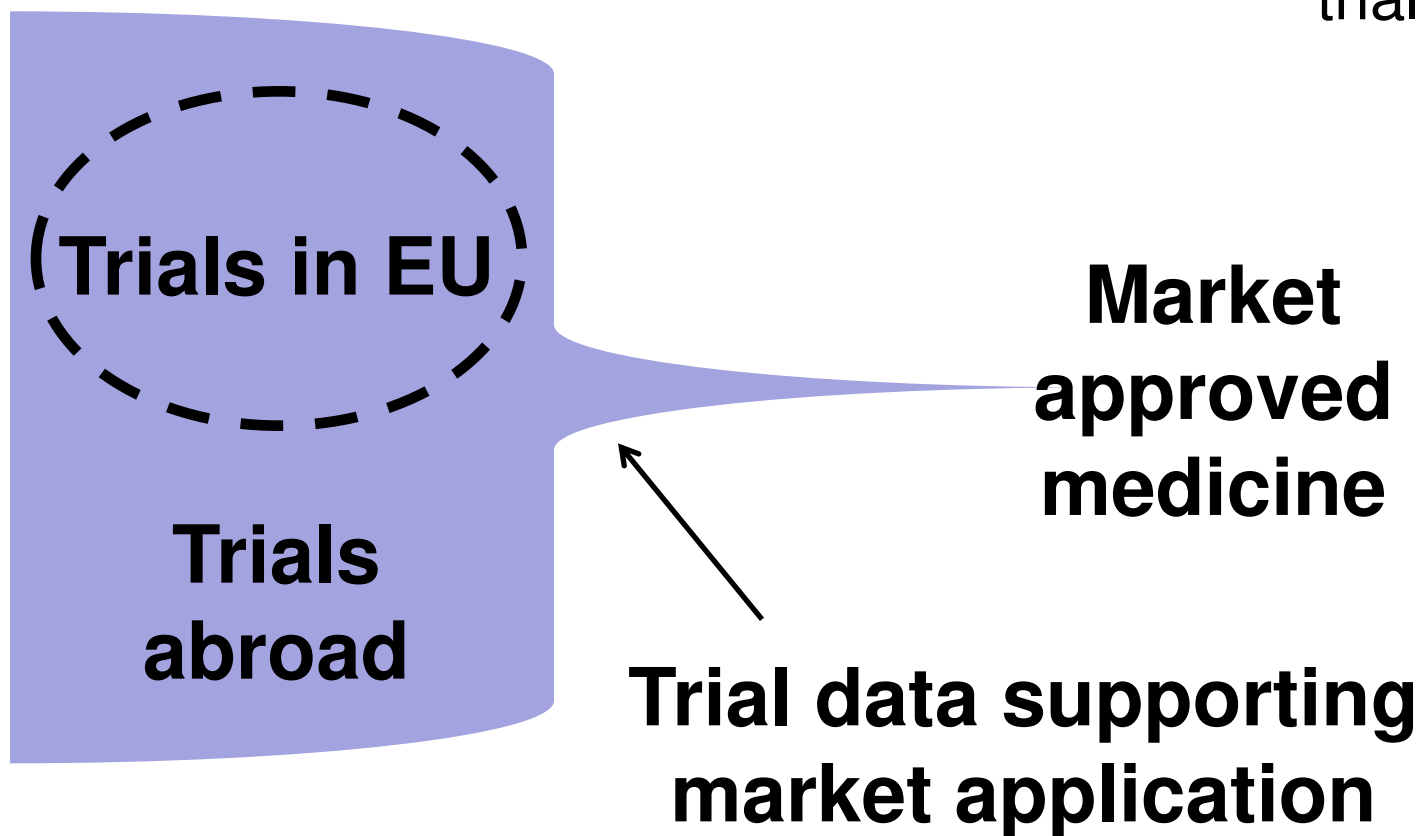 Trials in EU
Trials
abroad
Market
approved
medicine
Trial data supporting
market application